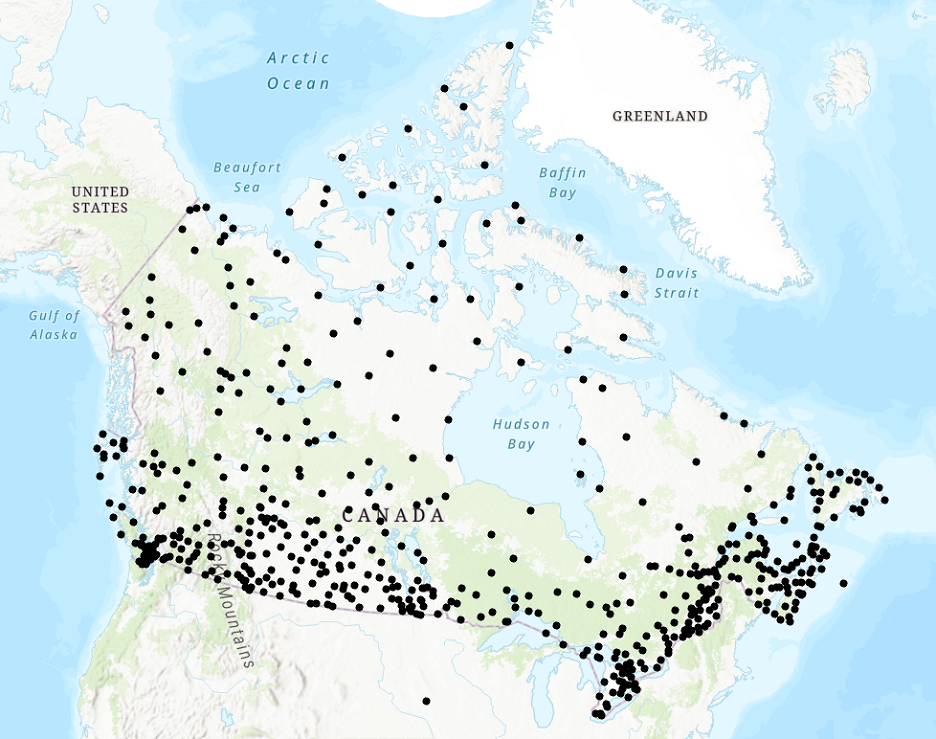 Arctic
Ocean
GREENLAND
Beaufort
Sea
Baffin
Bay
UNITED
STATES
Davis
Strait
Gulf of
Alaska
Hudson
Bay
CANADA
Rocky Mountains